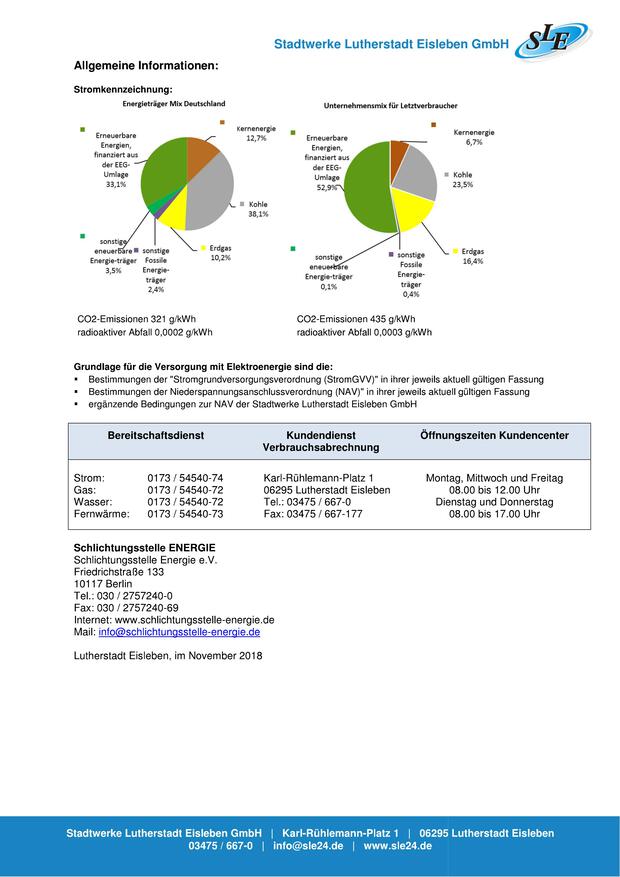 Stadtwerke Lutherstadt Eisleben GmbH
SLE
Allgemeine Informationen:
Stromkennzeichnung:
Energieträger Mix Deutschland
Kernenergie
12,7%
Erneuerbare
Energien,
finanziert aus
der EEG-
Umlage
33,1%
Kohle
38,1%
Erdgas
10,2%
sonstige
eneuerbare
Energie-träger
3,5%
sonstige
Fossile
Energie-
träger
2,4%
Unternehmensmix für Letztverbraucher
Kernenergie
6,7%
Erneuerbare
Energien,
finanziert aus
der EEG-
Umlage
52,9%
Kohle
23,5%
Erdgas
16,4%
sonstige
eneuerbare
Energie-träger
0,1%
sonstige
Fossile
Energie-
träger
0,4%
CO2-Emissionen 321 g/kWh
radioaktiver Abfall 0,0002 g/kWh
CO2-Emissionen 435 g/kWh
radioaktiver Abfall 0,0003 g/kWh
Grundlage für die Versorgung mit Elektroenergie sind die:
▪ Bestimmungen der "Stromgrundversorgungsverordnung (StromGVV)" in ihrer jeweils aktuell gültigen Fassung
▪ Bestimmungen der Niederspannungsanschlussverordnung (NAV)" in ihrer jeweils aktuell gültigen Fassung
▪ ergänzende Bedingungen zur NAV der Stadtwerke Lutherstadt Eisleben GmbH
Bereitschaftsdienst
Strom: 0173 / 54540-74
Gas: 0173 / 54540-72
Wasser: 0173 / 54540-72
Fernwärme: 0173 / 54540-73
Kundendienst
Verbrauchsabrechnung
Karl-Rühlemann-Platz 1
06295 Lutherstadt Eisleben
Tel.: 03475 / 667-0
Fax: 03475 / 667-177
Öffnungszeiten Kundencenter
Montag, Mittwoch und Freitag
08.00 bis 12.00 Uhr
Dienstag und Donnerstag
08.00 bis 17.00 Uhr
Schlichtungsstelle ENERGIE
Schlichtungsstelle Energie e.V.
Friedrichstraße 133
10117 Berlin
Tel.: 030 / 2757240-0
Fax: 030 / 2757240-69
Internet: www.schlichtungsstelle-energie.de
Mail: info@schlichtungsstelle-energie.de
Lutherstadt Eisleben, im November 2018
Stadtwerke Lutherstadt Eisleben GmbH | Karl-Rühlemann-Platz 1 | 06295 Lutherstadt Eisleben
03475 / 667-0 | info@sle24.de | www.sle24.de